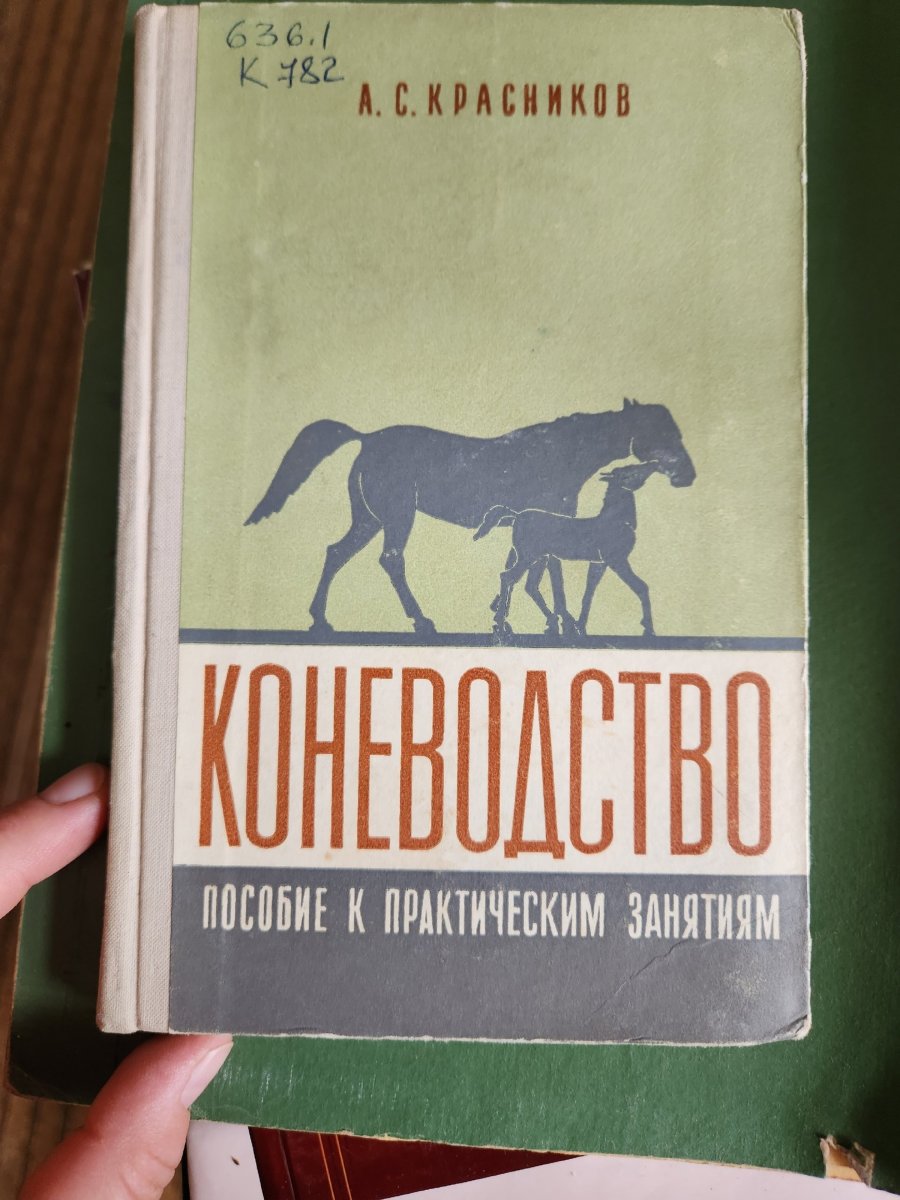 636.1
К 782
А. С. КРАСНИКОВ
КОНЕВОДСТВО
ПОСОБИЕ К ПРАКТИЧЕСКИМ ЗАНЯТИЯМ